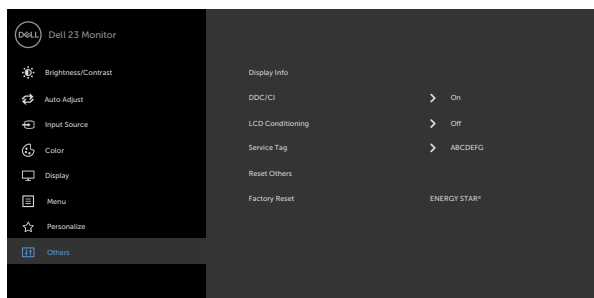 DELL Dell 23 Monitor
Brightness/Contrast Display Info
Auto Adjust DDC/CI On
Input Source LCD Conditioning Off
Color Service Tag ABCDEFG
Display Reset Others
Menu Factory Reset ENERGY STAR®
Personalize
Others